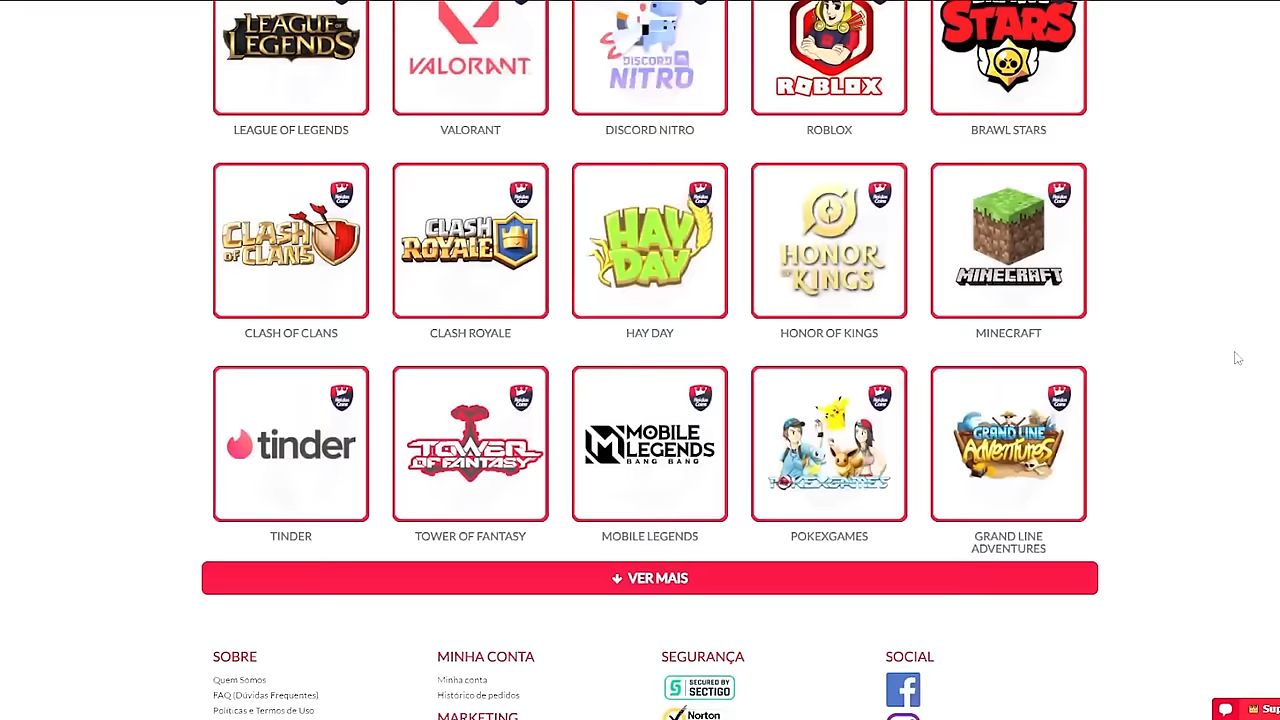 LEAGUE OF
LEGENDS
VALORANT
DISCORD
NITRO
ROBLOX
STARS
LEAGUE OF LEGENDS
VALORANT
DISCORD NITRO
ROBLOX
BRAWL STARS
CLASH
OF CLANS
CLASH
ROYALE
HAY
DAY
HONOR
OF
KINGS
MINECRAFT
CLASH OF CLANS
CLASH ROYALE
HAY DAY
HONOR OF KINGS
MINECRAFT
tinder
TOWER
OF FANTASY
MOBILE
LEGENDS
BANG BANG
POKEXGAMES
GRAND LINE
Adventures
TINDER
TOWER OF FANTASY
MOBILE LEGENDS
POKEXGAMES
GRAND LINE
ADVENTURES
VER MAIS
SOBRE
Quem Somos
FAQ (Dúvidas Frequentes)
Políticas e Termos de Uso
MINHA CONTA
Minha conta
Histórico de pedidos
MARKETING
SEGURANÇA
SECURED BY
SECTIGO
Norton
SOCIAL
Sup